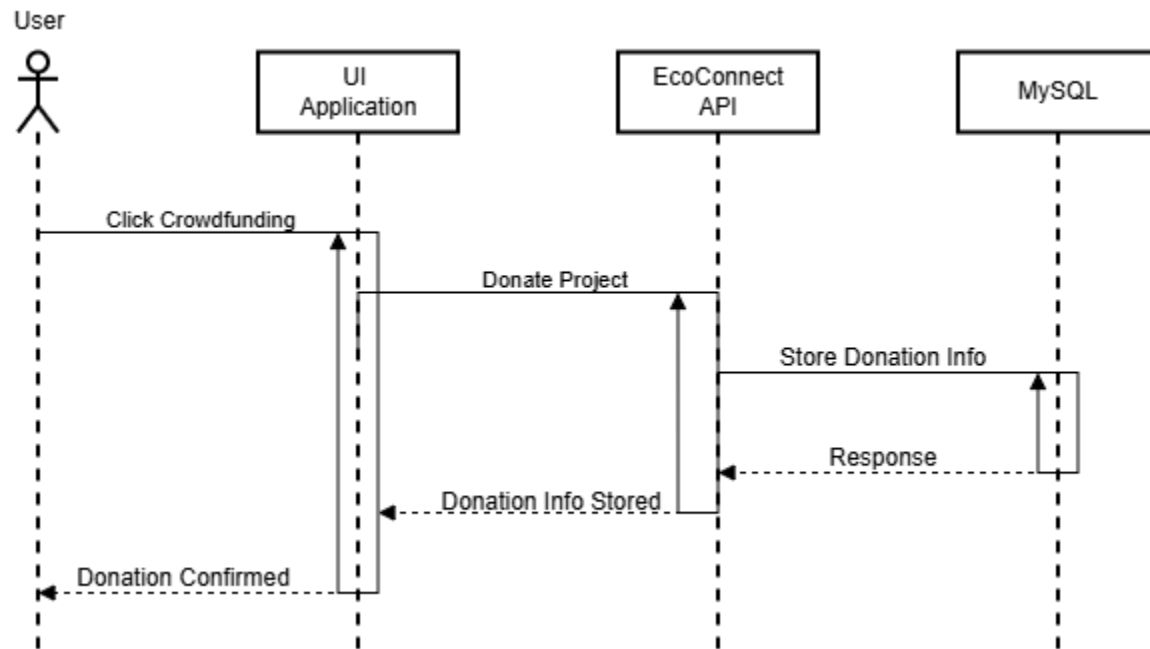 User
UI
Application
EcoConnect
API
MySQL
Click Crowdfunding
Donate Project
Store Donation Info
Response
Donation Info Stored
Donation Confirmed